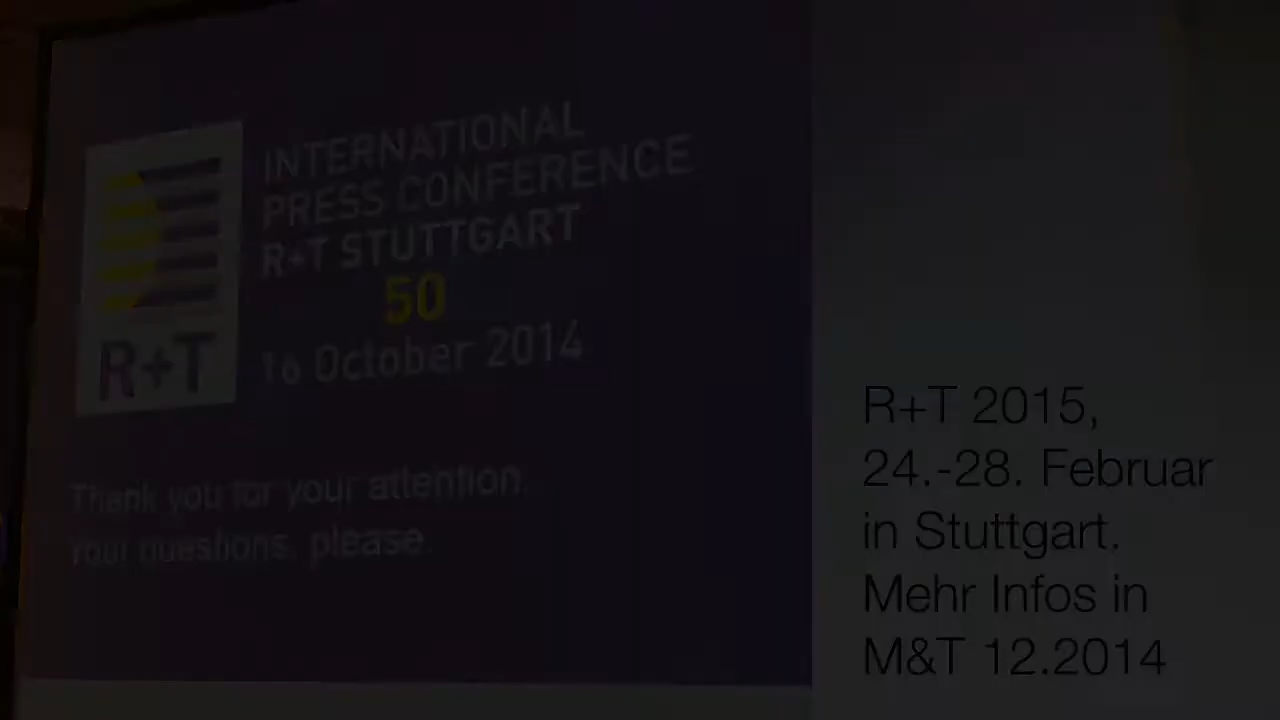 INTERNATIONAL
PRESS CONFERENCE
R+T STUTTGART
50
16 October 2014
R+T
Thank you for your attention.
Your questions, please.
R+T 2015,
24.-28. Februar
in Stuttgart.
Mehr Infos in
M&T 12.2014